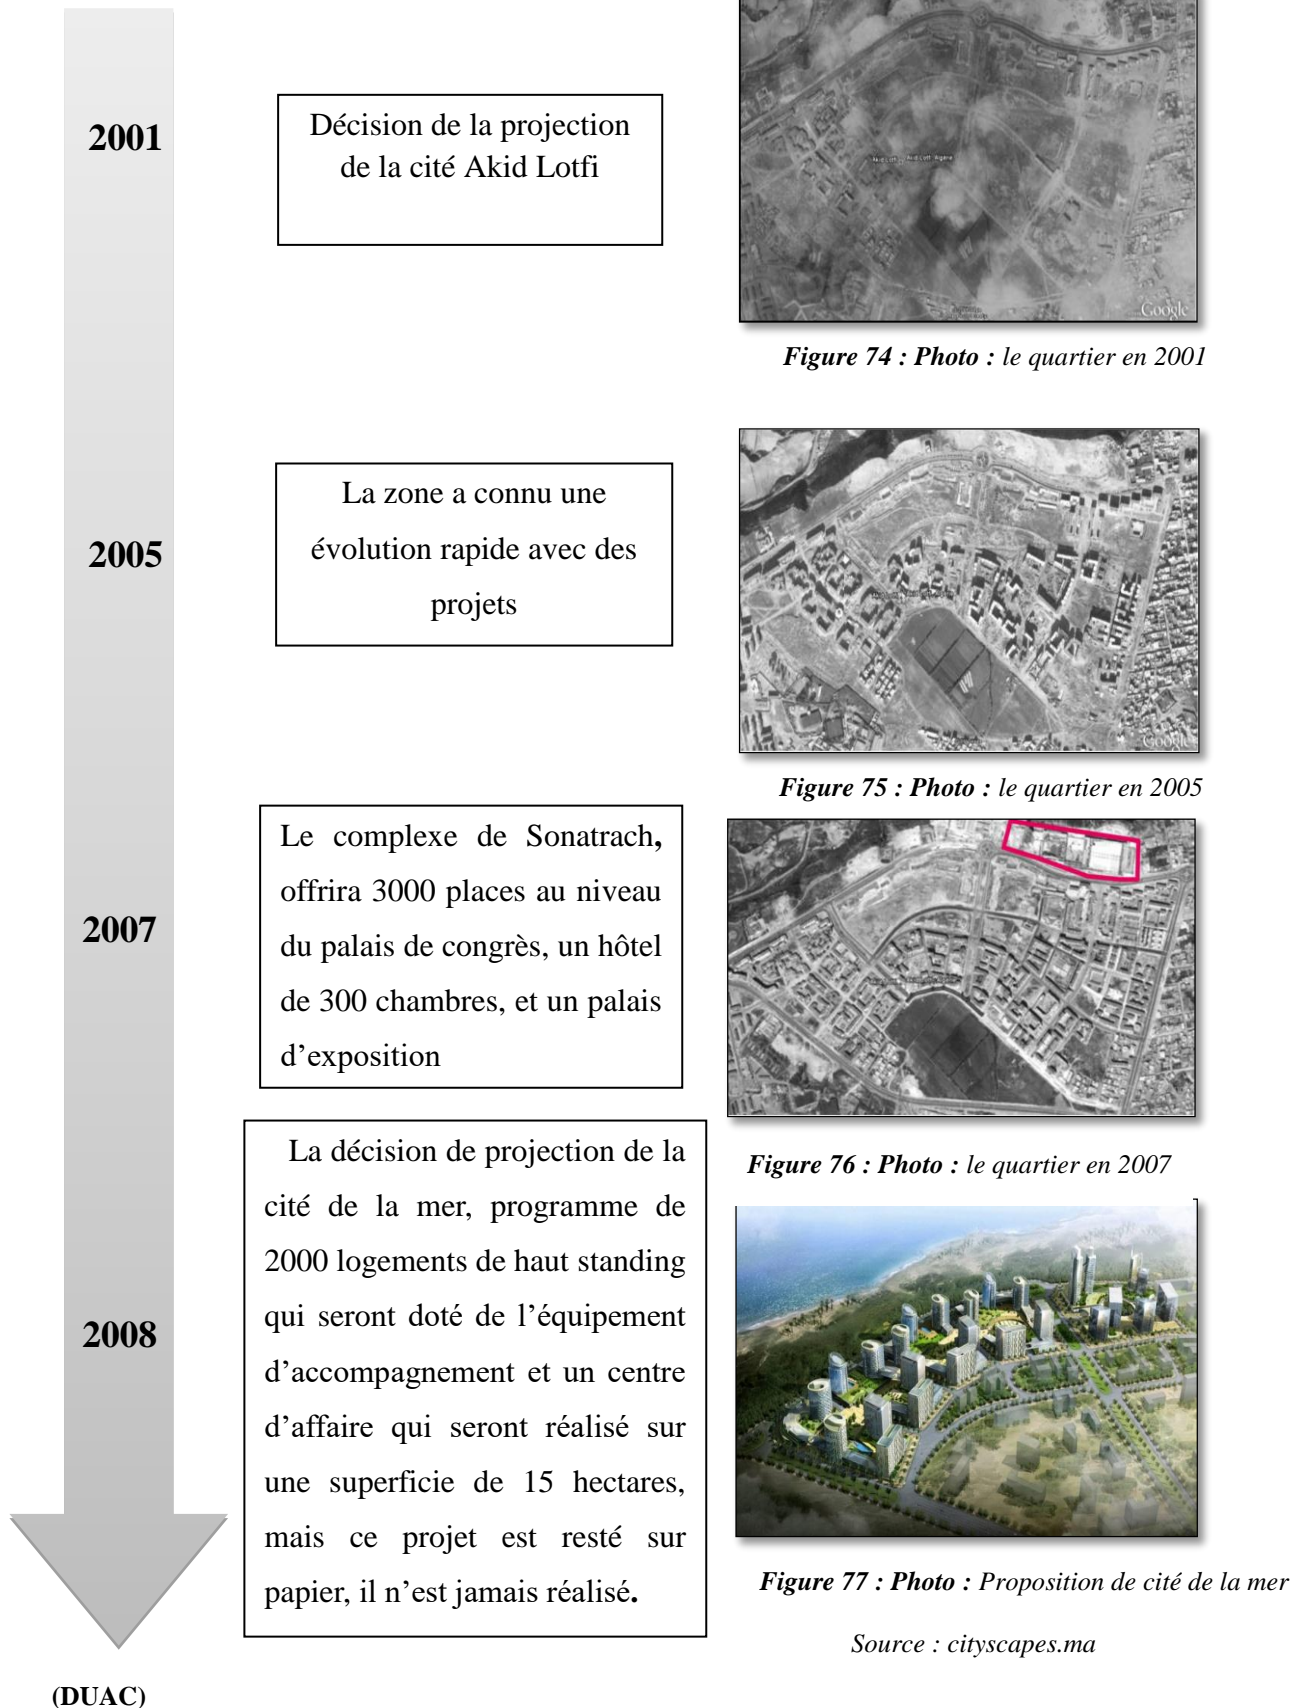 2001
Décision de la projection
de la cité Akid Lotfi
Google
Figure 74 : Photo : le quartier en 2001
2005
La zone a connu une
évolution rapide avec des
projets
Google
Figure 75 : Photo : le quartier en 2005
2007
Le complexe de Sonatrach,
offrira 3000 places au niveau
du palais de congrès, un hôtel
de 300 chambres, et un palais
d’exposition
Figure 76 : Photo : le quartier en 2007
2008
La décision de projection de la
cité de la mer, programme de
2000 logements de haut standing
qui seront doté de l’équipement
d’accompagnement et un centre
d’affaire qui seront réalisé sur
une superficie de 15 hectares,
mais ce projet est resté sur
papier, il n’est jamais réalisé.
Figure 77 : Photo : Proposition de cité de la mer
Source : cityscapes.ma
(DUAC)